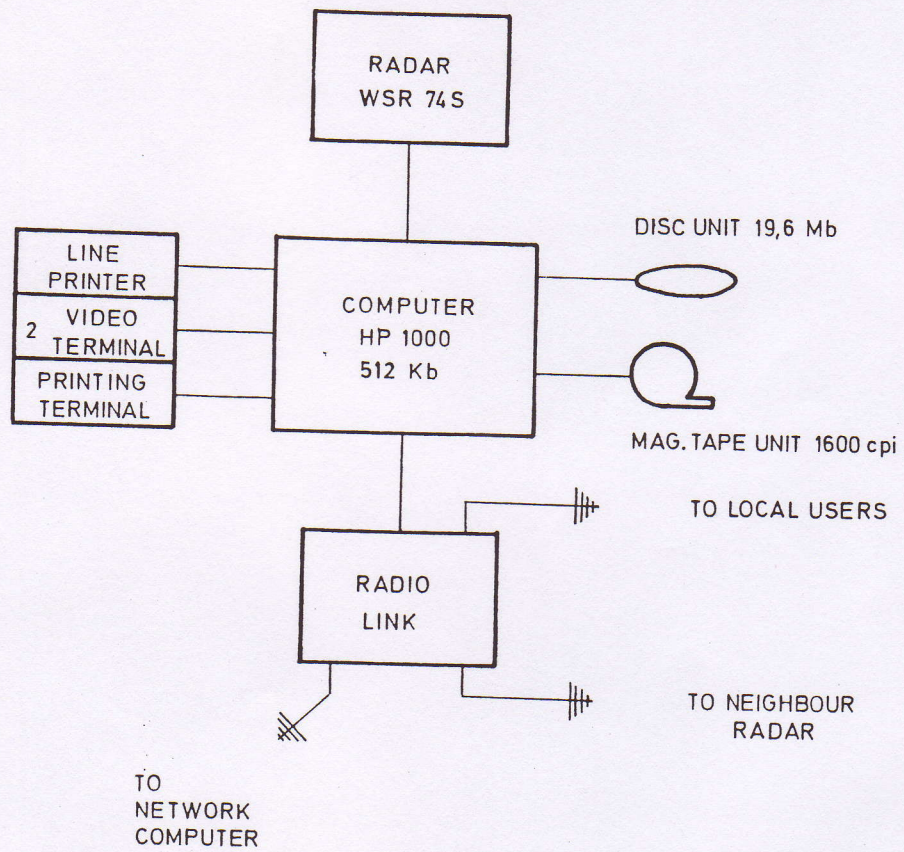 RADAR
WSR 74S
DISC UNIT 19,6 Mb
LINE
PRINTER
2 VIDEO
TERMINAL
PRINTING
TERMINAL
COMPUTER
HP 1000
512 Kb
MAG. TAPE UNIT 1600 cpi
TO LOCAL USERS
RADIO
LINK
TO NEIGHBOUR
RADAR
TO
NETWORK
COMPUTER